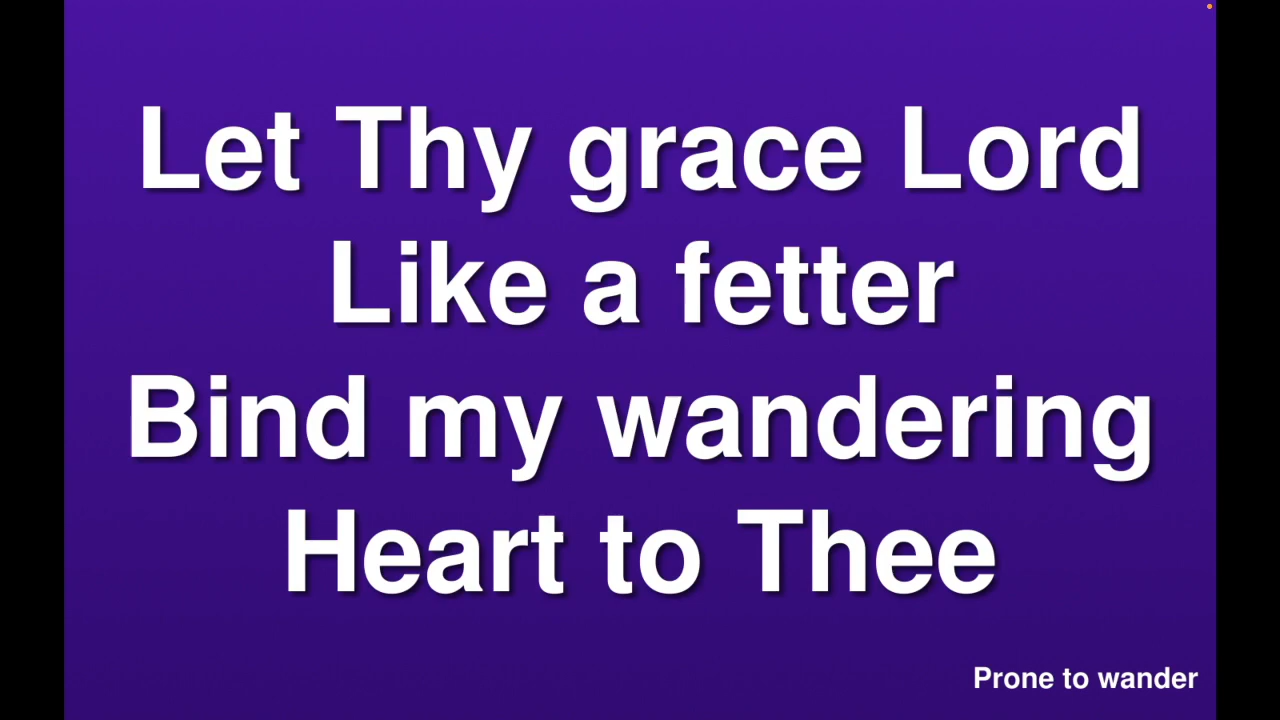 Let Thy grace Lord
Like a fetter
Bind my wandering
Heart to Thee
Prone to wander